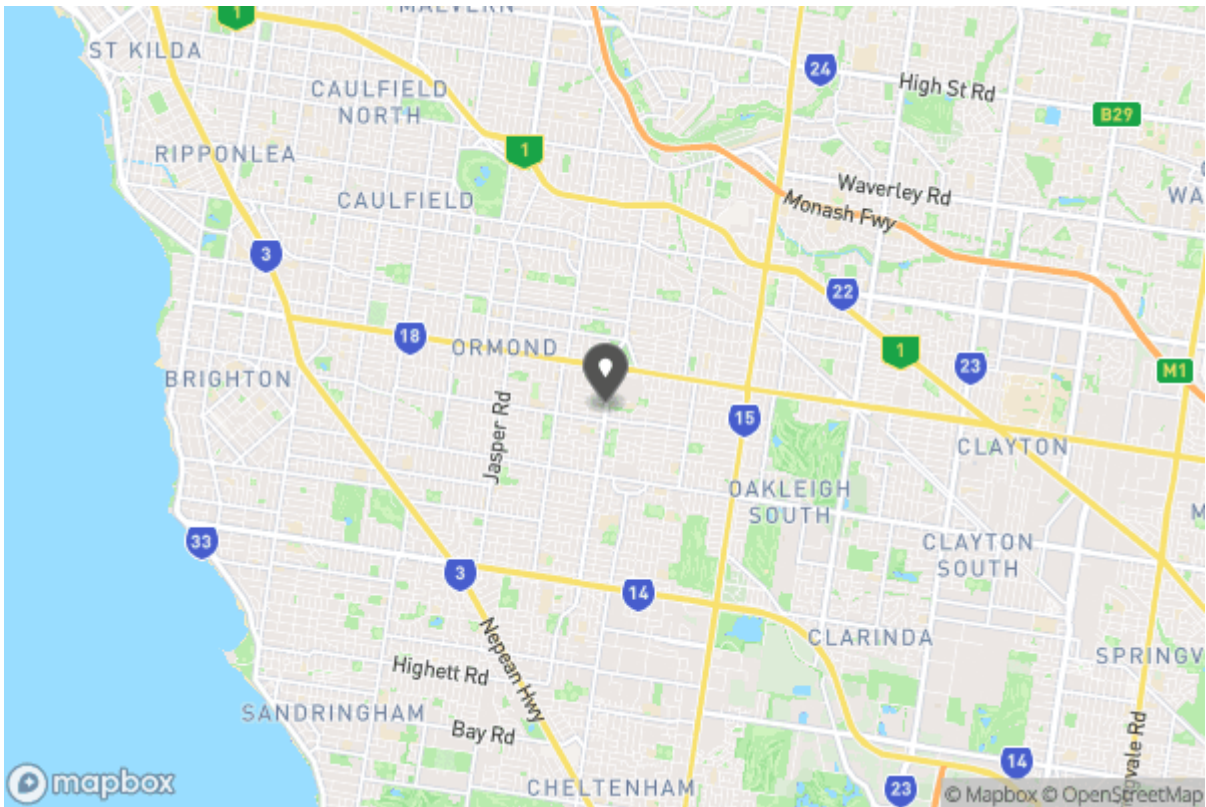 MALVERN
1
ST KILDA
24
High St Rd
CAULFIELD
NORTH
B29
1
RIPPONLEA
Waverley Rd
WA
CAULFIELD
Monash Fwy
3
22
18
ORMOND
1
23
M1
BRIGHTON
Jasper Rd
15
CLAYTON
OAKLEIGH
SOUTH
M
33
CLAYTON
SOUTH
3
14
Nepean Hwy
CLARINDA
Highett Rd
SPRINGV
SANDRINGHAM
Bay Rd
gvale Rd
14
mapbox
CHELTENHAM
23
© Mapbox © OpenStreetMap